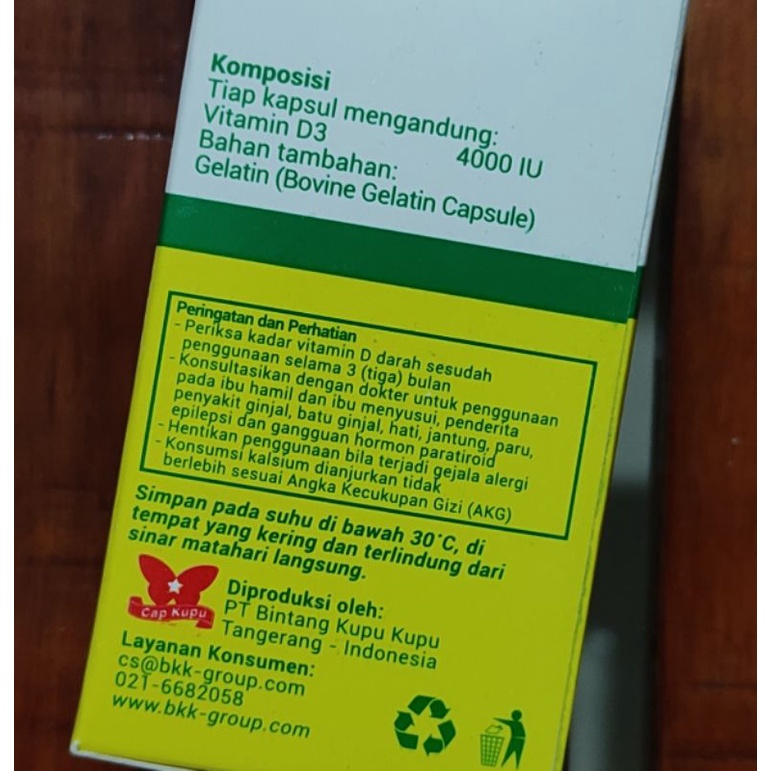 Komposisi
Tiap kapsul mengandung:
Vitamin D3 4000 IU
Bahan tambahan:
Gelatin (Bovine Gelatin Capsule)
Peringatan dan Perhatian
- Periksa kadar vitamin D darah sesudah
penggunaan selama 3 (tiga) bulan
- Konsultasikan dengan dokter untuk penggunaan
pada ibu hamil dan ibu menyusui, penderita
penyakit ginjal, batu ginjal, hati, jantung, paru,
epilepsi dan gangguan hormon paratiroid
- Hentikan penggunaan bila terjadi gejala alergi
- Konsumsi kalsium dianjurkan tidak
berlebih sesuai Angka Kecukupan Gizi (AKG)
Simpan pada suhu di bawah 30°C, di
tempat yang kering dan terlindung dari
sinar matahari langsung.
Cap Kupu
Diproduksi oleh:
PT Bintang Kupu Kupu
Tangerang - Indonesia
Layanan Konsumen:
cs@bkk-group.com
021-6682058
www.bkk-group.com